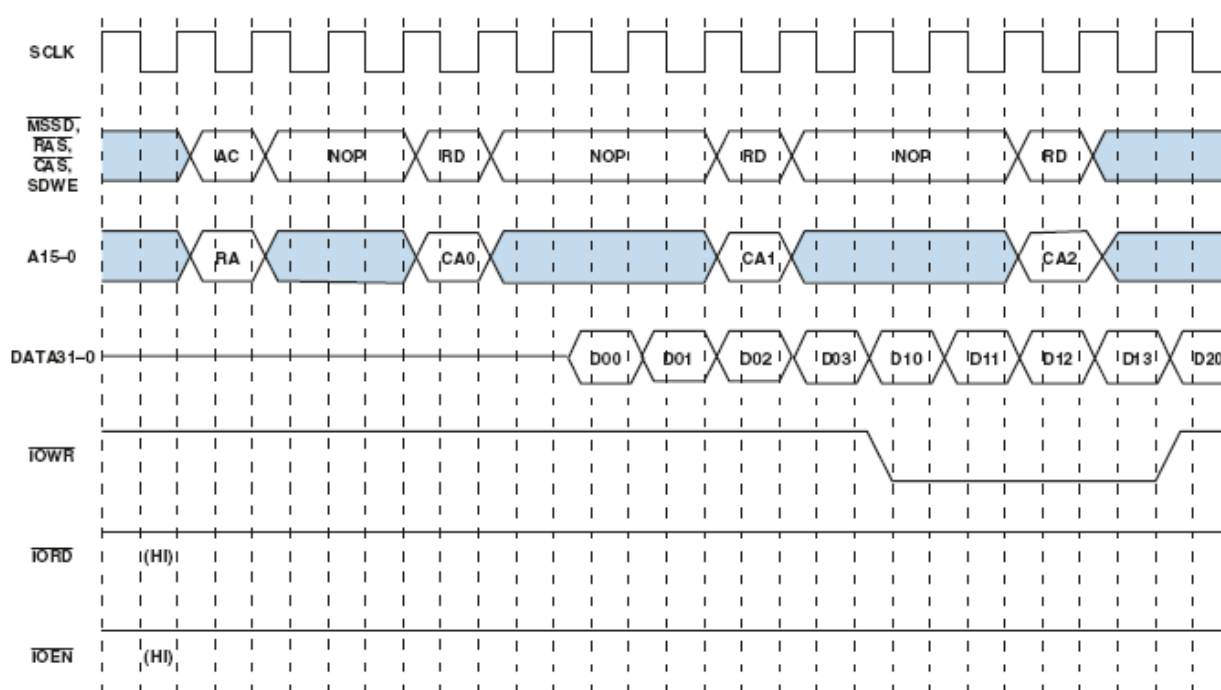 SCLK
MSSD,
RAS,
CAS,
SDWE
AC NOP RD NOP RD NOP RD
A15–0
RA CA0 CA1 CA2
DATA31–0
D00 D01 D02 D03 D10 D11 D12 D13 D20
IOWR
IORD
(HI)
IOEN
(HI)